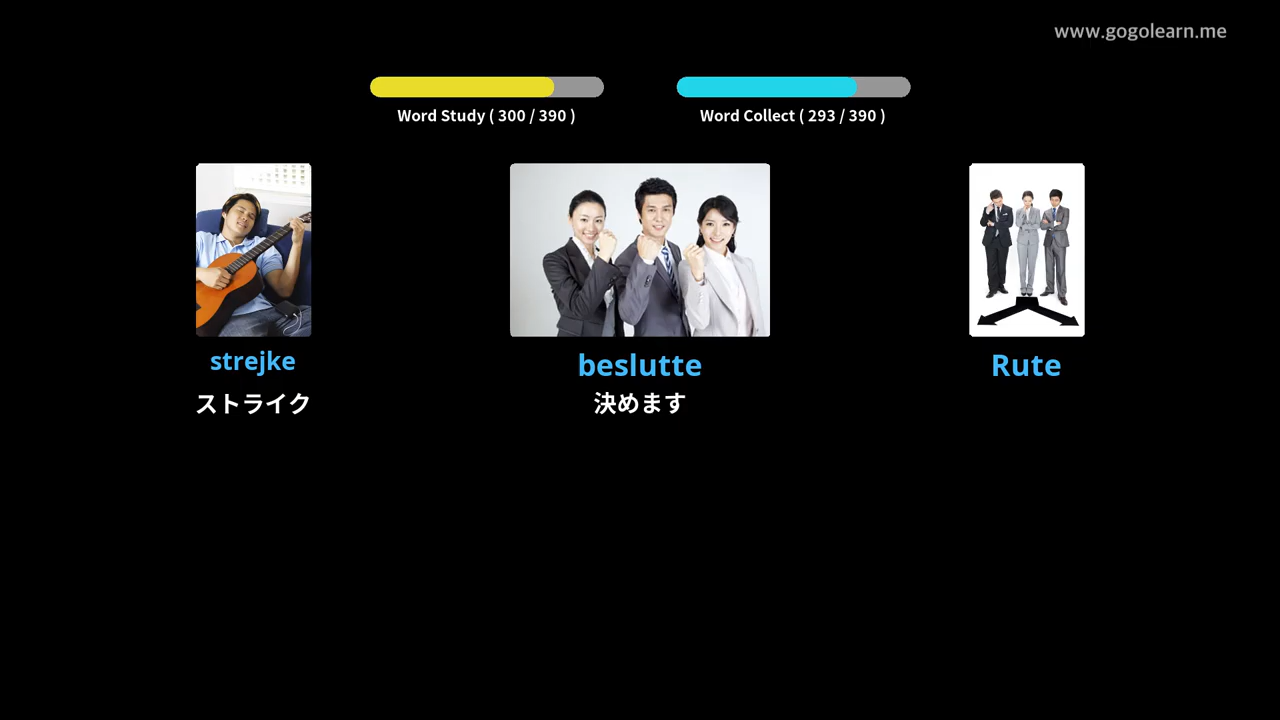 www.gogolearn.me
Word Study ( 300 / 390 )
Word Collect ( 293 / 390 )
strejke
ストライク
beslutte
決めます
Rute